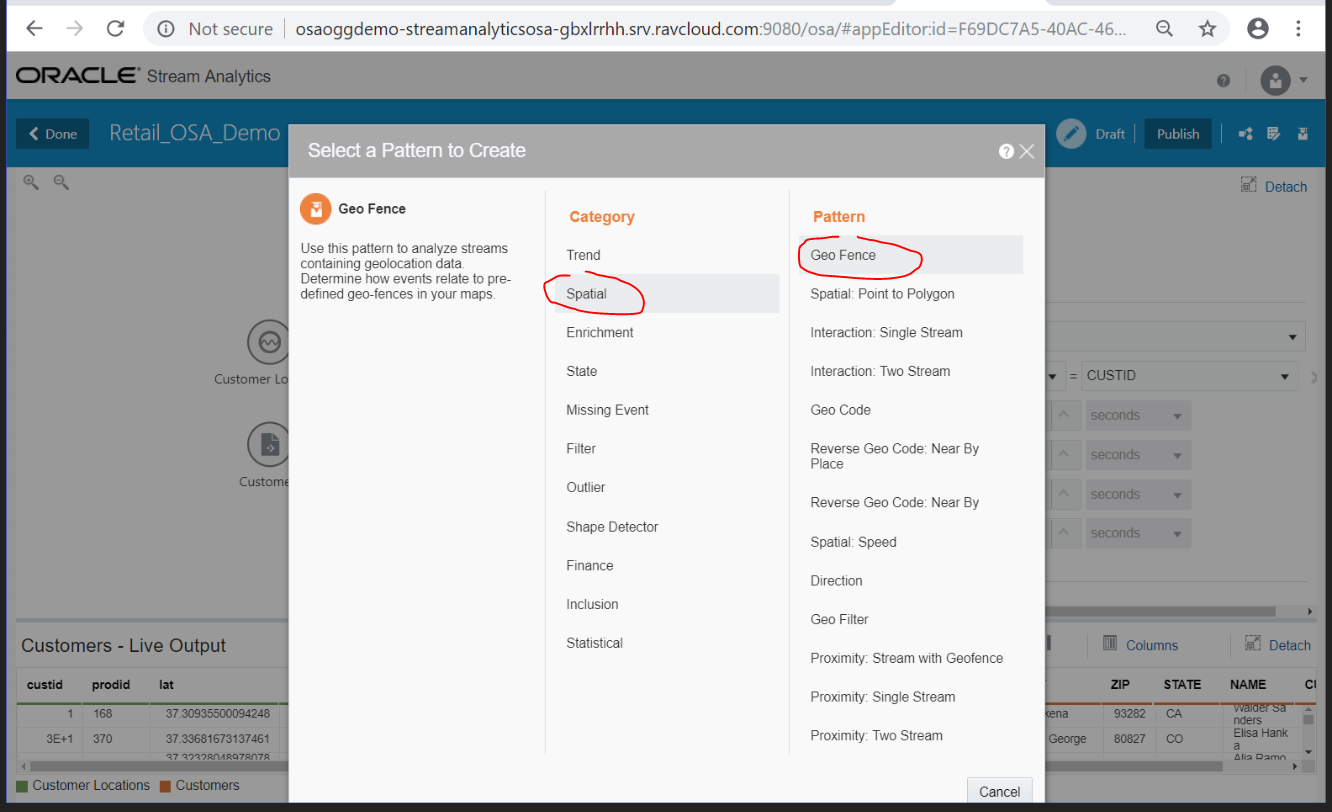 Not secure
osaoggdemo-streamanalyticsosa-gbxlrrhh.srv.ravcloud.com:9080/osa/#appEditor:id=F69DC7A5-40AC-46...
ORACLE® Stream Analytics
Done
Retail_OSA_Demo
Draft
Publish
Detach
Select a Pattern to Create
Geo Fence
Use this pattern to analyze streams
containing geolocation data.
Determine how events relate to pre-
defined geo-fences in your maps.
Category
Trend
Spatial
Enrichment
State
Missing Event
Filter
Outlier
Shape Detector
Finance
Inclusion
Statistical
Pattern
Geo Fence
Spatial: Point to Polygon
Interaction: Single Stream
Interaction: Two Stream
Geo Code
Reverse Geo Code: Near By
Place
Reverse Geo Code: Near By
Spatial: Speed
Direction
Geo Filter
Proximity: Stream with Geofence
Proximity: Single Stream
Proximity: Two Stream
Cancel
Customer Lo
Custome
= CUSTID
seconds
seconds
seconds
seconds
Customers - Live Output
Columns
Detach
custid prodid lat
ZIP STATE NAME CU
1 168 37.30935500094248
kena 93282 CA Walder Sa
nders
3E+1 370 37.33681673137461
George 80827 CO Elisa Hank
a
37.32328048978078
Alia Ramo
Customer Locations Customers